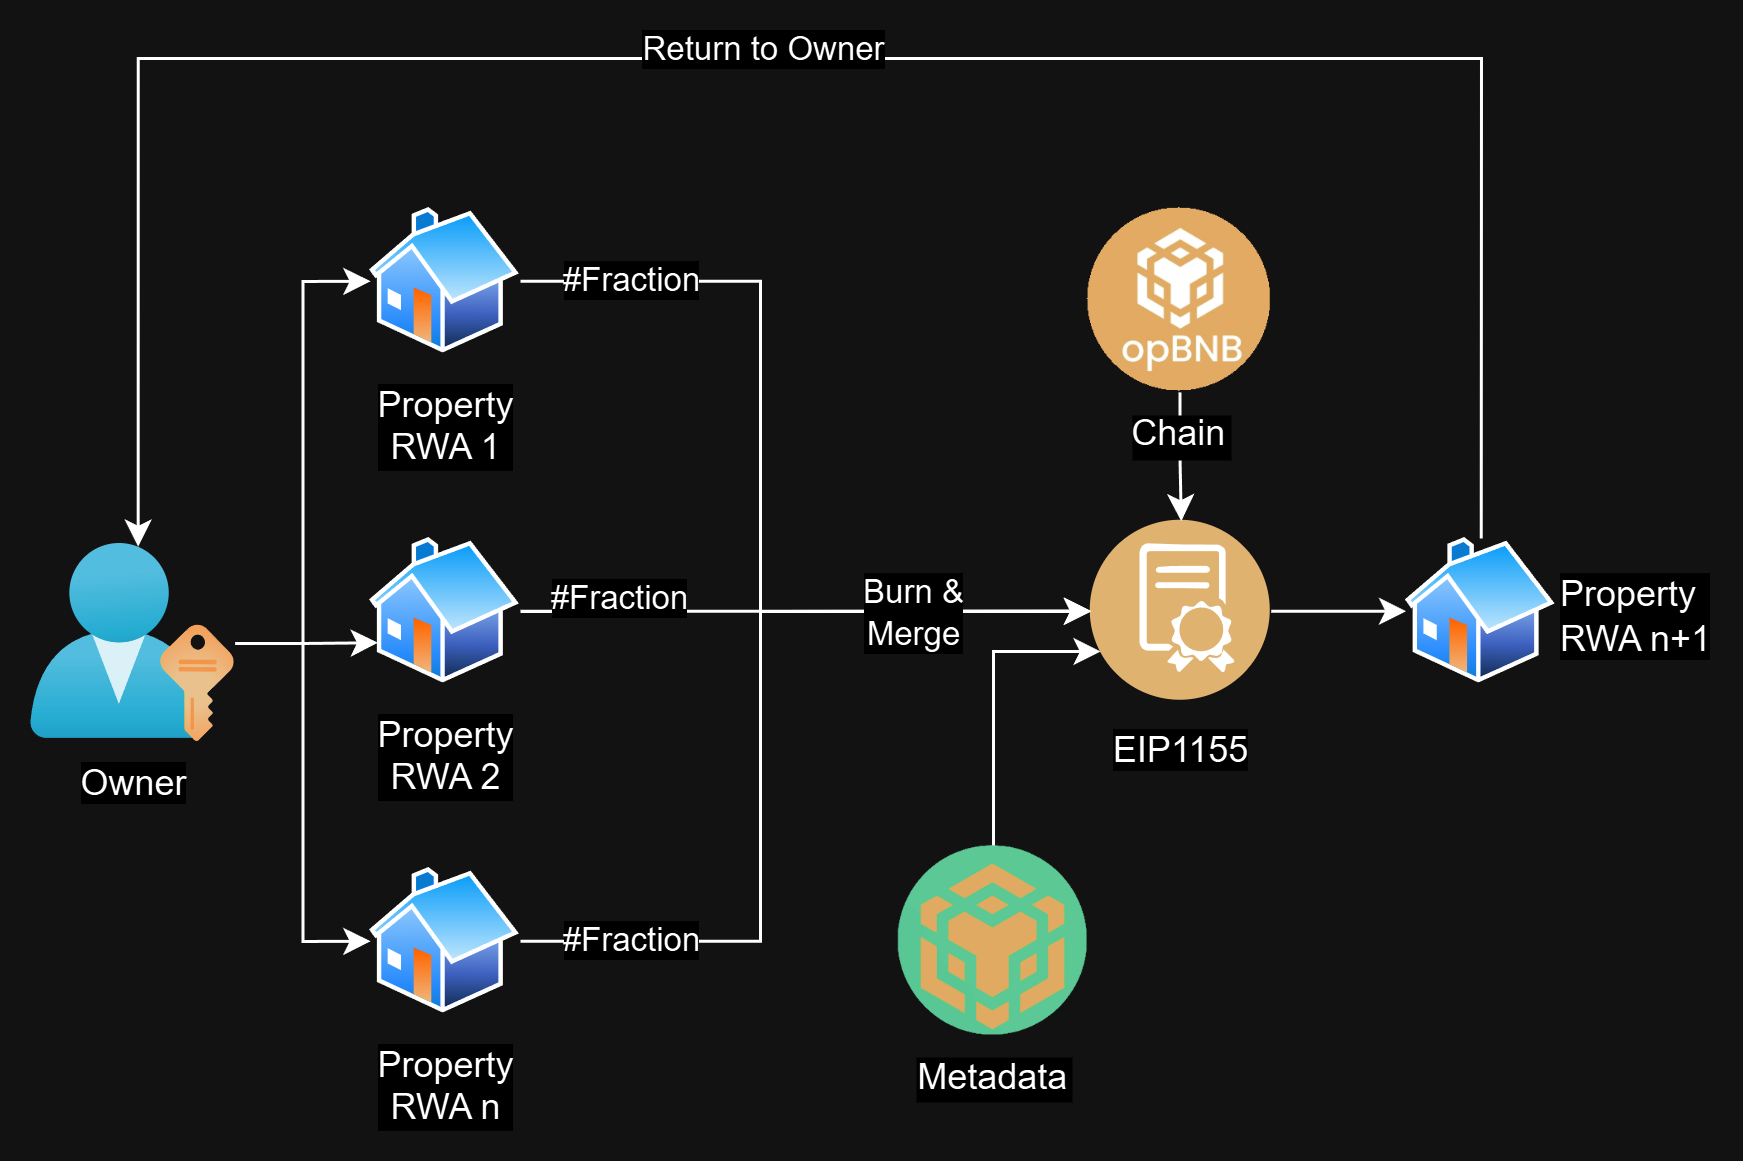 Return to Owner
#Fraction
opBNB
Property
RWA 1
Chain
#Fraction
Burn &
Merge
Property
RWA n+1
Property
RWA 2
EIP1155
Owner
#Fraction
Property
RWA n
Metadata